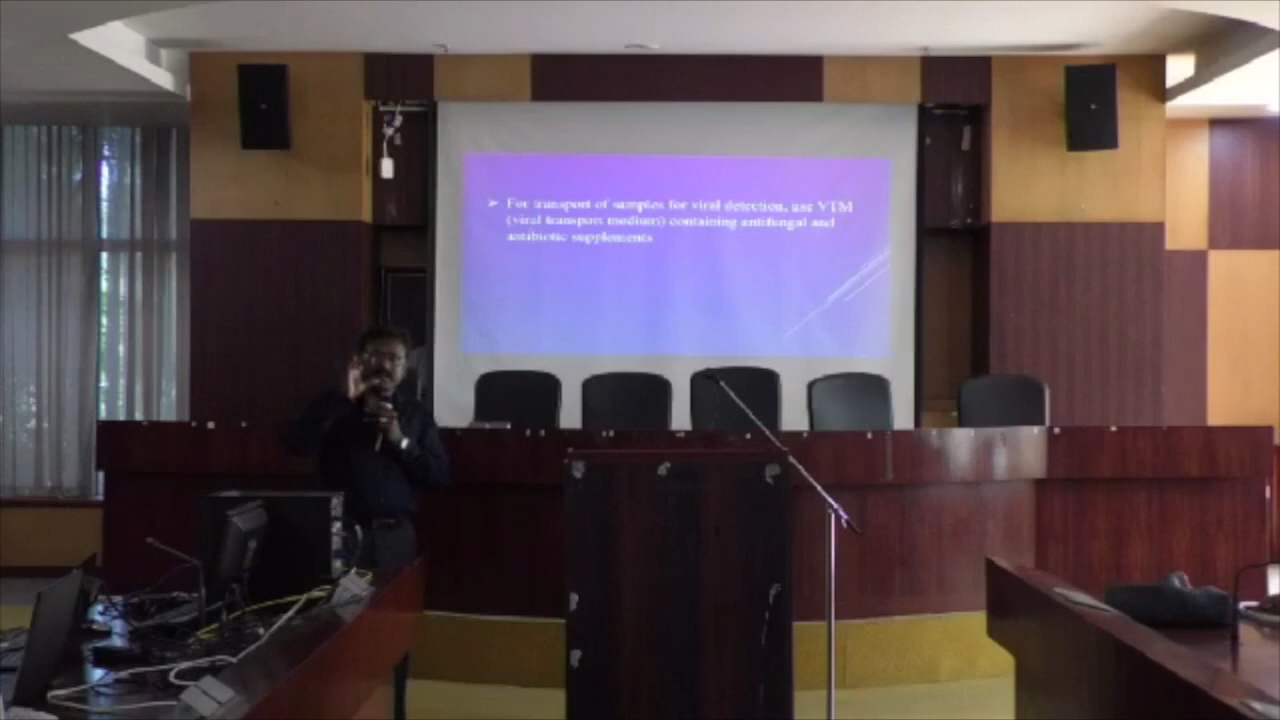 ➢ For transport of samples for viral detection, use VTM
(viral transport medium) containing antifungal and
antibiotic supplements